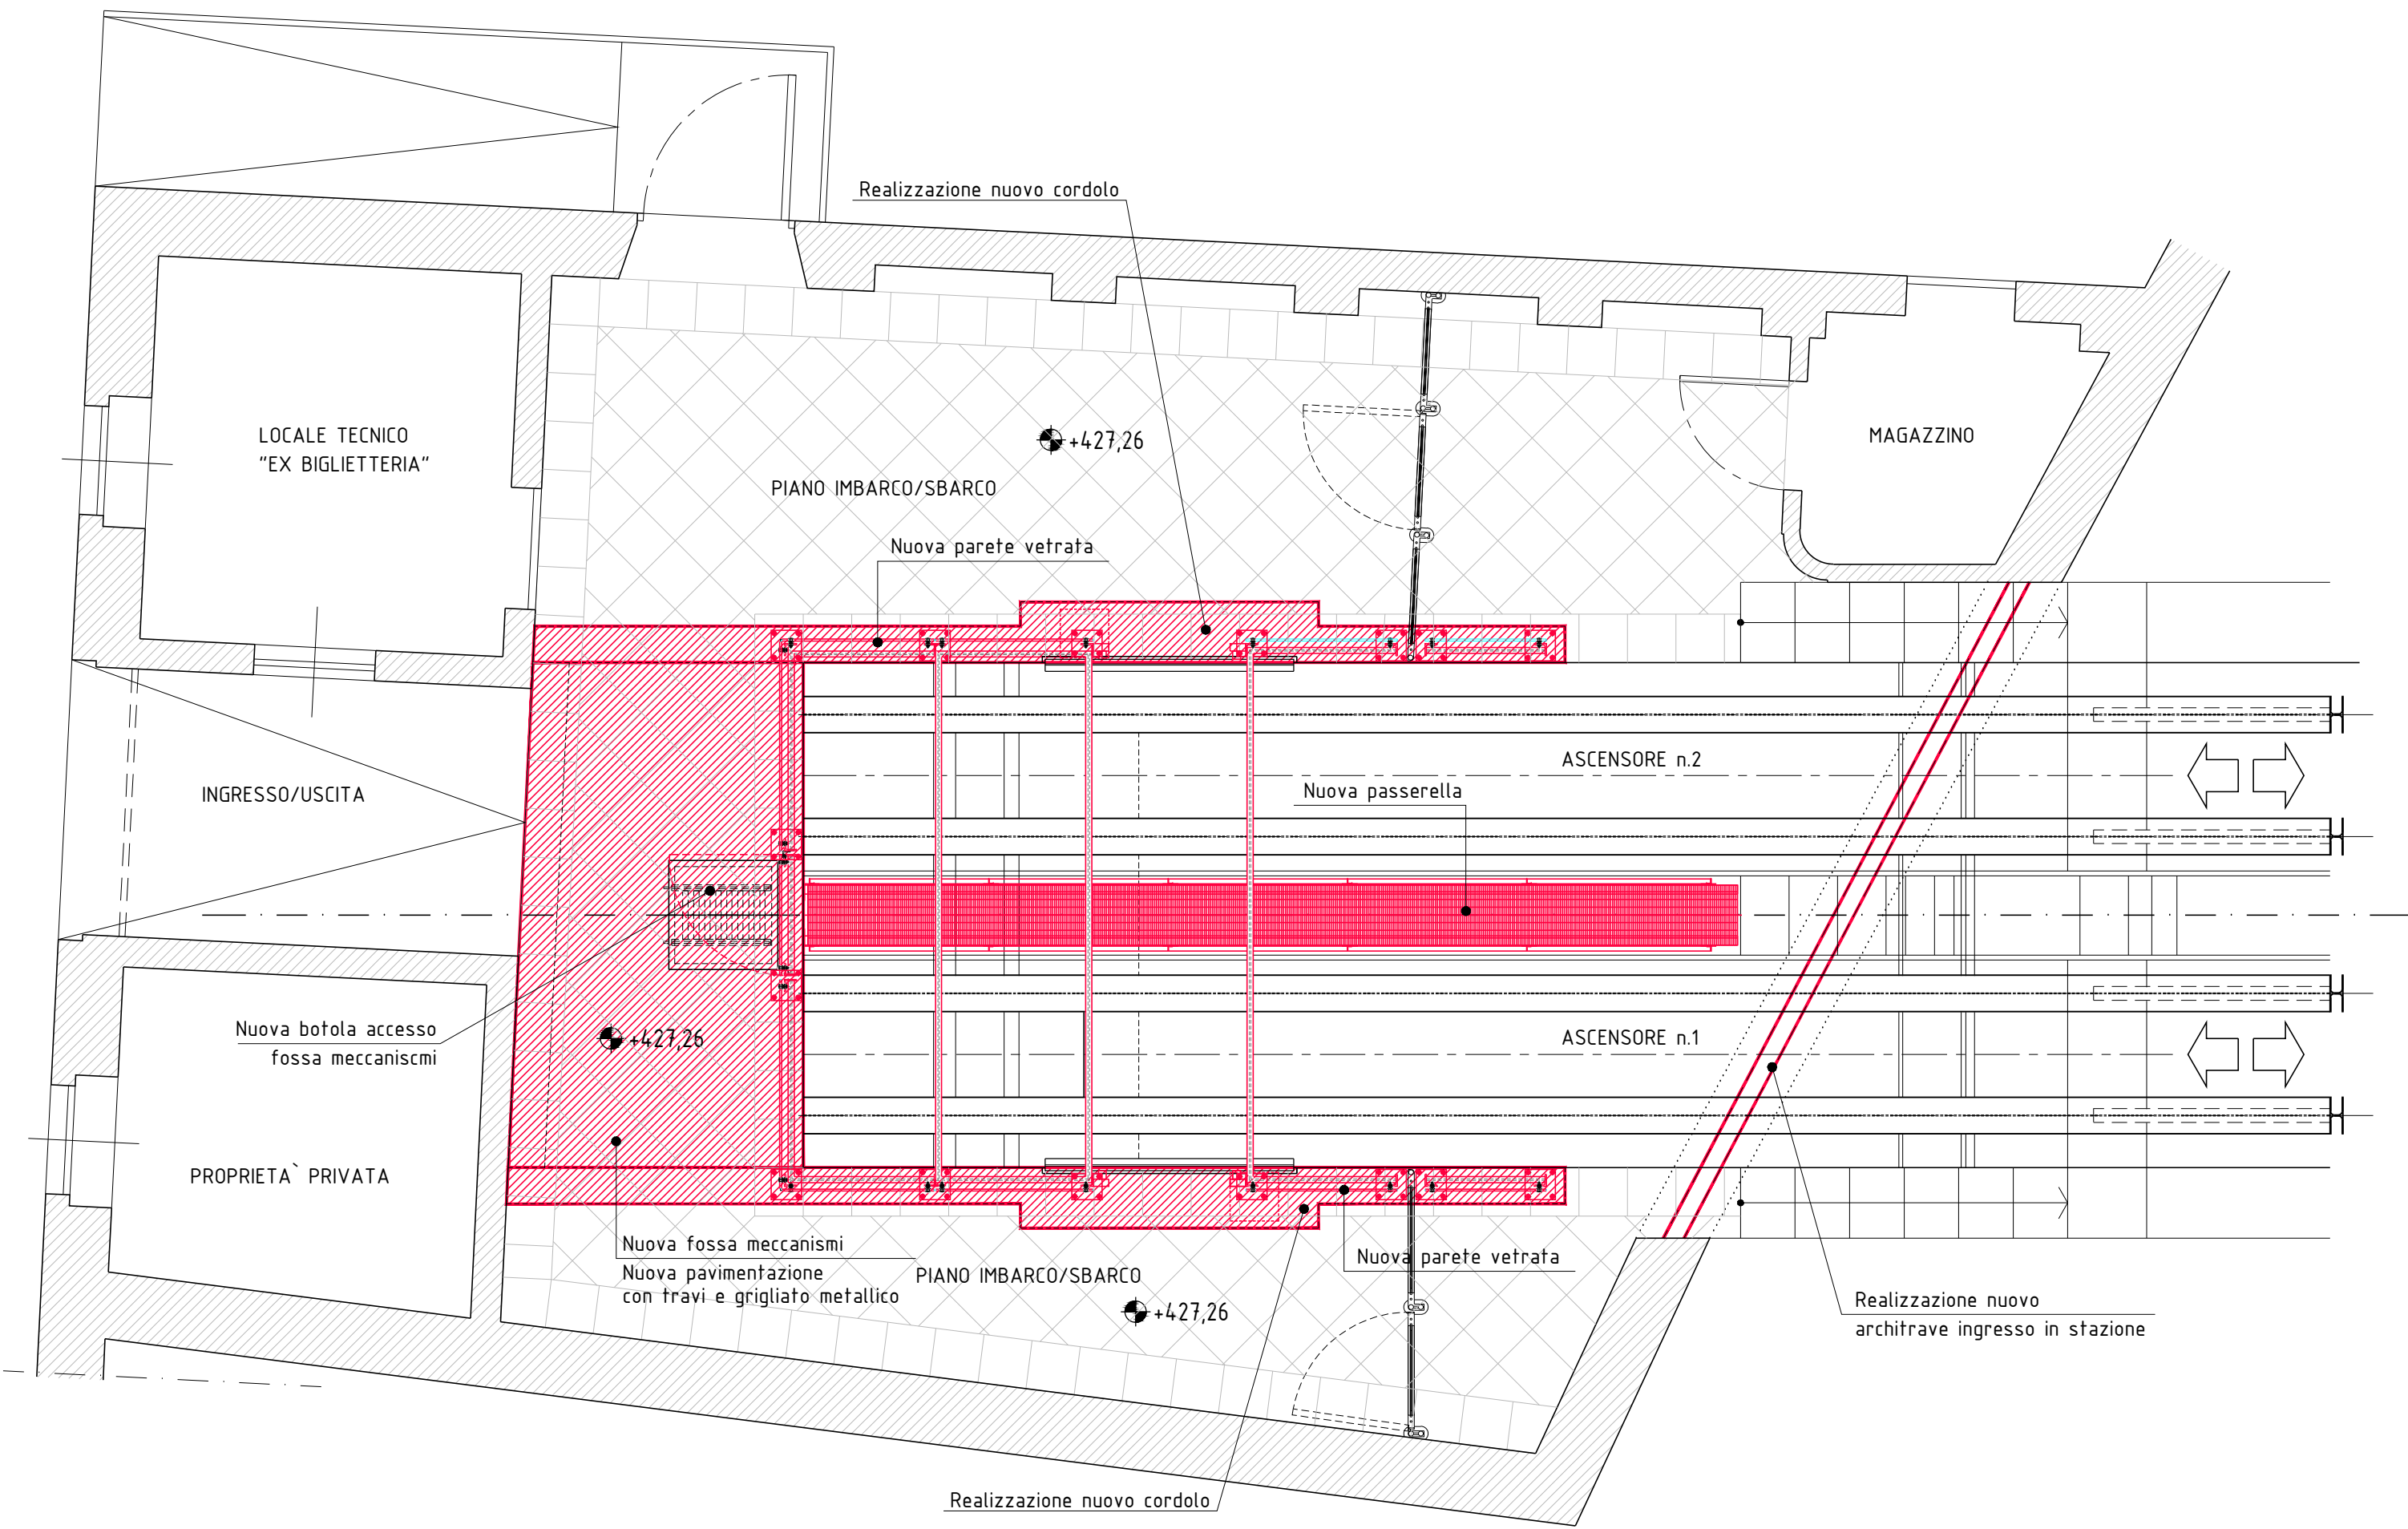 Realizzazione nuovo cordolo
LOCALE TECNICO
"EX BIGLIETTERIA"
+427,26
MAGAZZINO
PIANO IMBARCO/SBARCO
Nuova parete vetrata
ASCENSORE n.2
INGRESSO/USCITA
Nuova passerella
Nuova botola accesso
fossa meccaniscmi
+427,26
ASCENSORE n.1
PROPRIETA` PRIVATA
Nuova fossa meccanismi
Nuova pavimentazione
con travi e grigliato metallico
PIANO IMBARCO/SBARCO
Nuova parete vetrata
+427,26
Realizzazione nuovo
architrave ingresso in stazione
Realizzazione nuovo cordolo